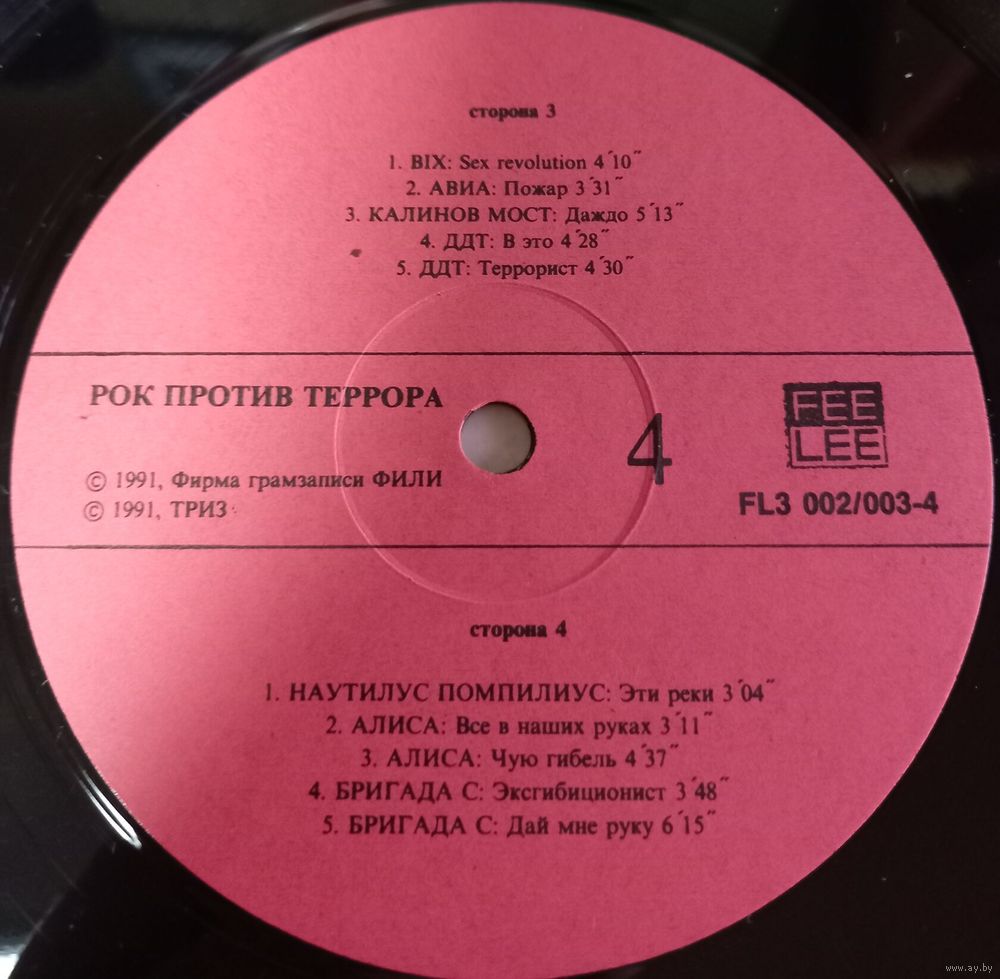 сторона 3
1. BIX: Sex revolution 4´10˝
2. АВИА: Пожар 3´31˝
3. КАЛИНОВ МОСТ: Даждо 5´13˝
4. ДДТ: В это 4´28˝
5. ДДТ: Террорист 4´30˝
РОК ПРОТИВ ТЕРРОРА
© 1991, Фирма грамзаписи ФИЛИ
© 1991, ТРИЗ
4
FEE
LEE
FL3 002/003-4
сторона 4
1. НАУТИЛУС ПОМПИЛИУС: Эти реки 3´04˝
2. АЛИСА: Все в наших руках 3´11˝
3. АЛИСА: Чую гибель 4´37˝
4. БРИГАДА С: Эксгибиционист 3´48˝
5. БРИГАДА С: Дай мне руку 6´15˝
www.ay.by